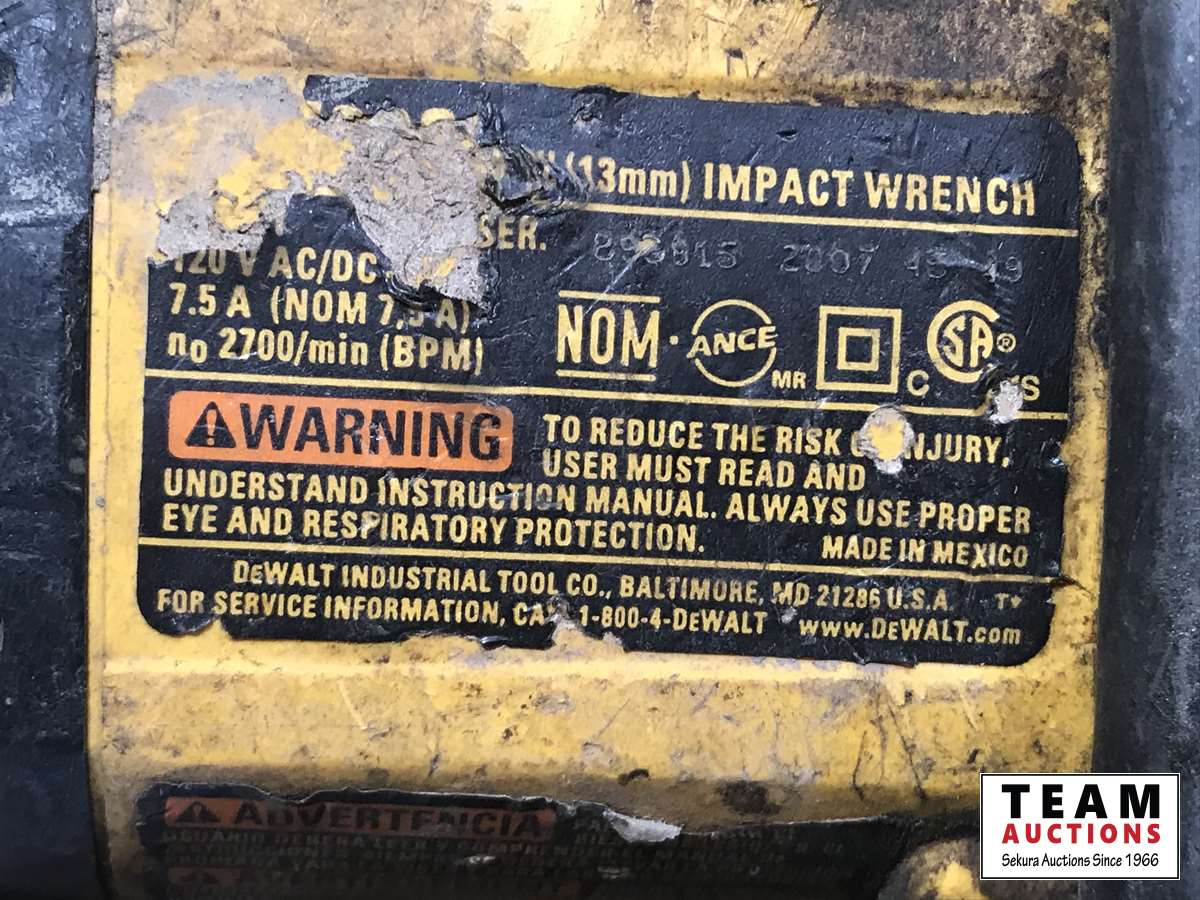 (13mm) IMPACT WRENCH
SER. 2007
120 V AC/DC
7.5 A (NOM 7,5 A)
n0 2700/min (BPM)
NOM · ANCE MR C SA®
WARNING
TO REDUCE THE RISK INJURY,
USER MUST READ AND
UNDERSTAND INSTRUCTION MANUAL. ALWAYS USE PROPER
EYE AND RESPIRATORY PROTECTION.
MADE IN MEXICO
DEWALT INDUSTRIAL TOOL CO., BALTIMORE, MD 21286 U.S.A.
FOR SERVICE INFORMATION, CALL 1-800-4-DEWALT www.DEWALT.com
ADVERTENCIA
TEAM
AUCTIONS
Sekura Auctions Since 1966